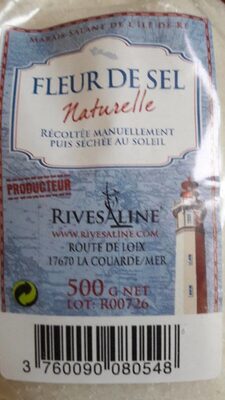 MARAIS SALANT DE L'ILE DE RÉ
FLEUR DE SEL
Naturelle
RÉCOLTÉE MANUELLEMENT
PUIS SÉCHÉE AU SOLEIL
PRODUCTEUR
RIVESALINE
WWW.RIVESALINE.COM
ROUTE DE LOIX
17670 LA COUARDE/MER
500 G NET
LOT: R00726
3 760090 080548